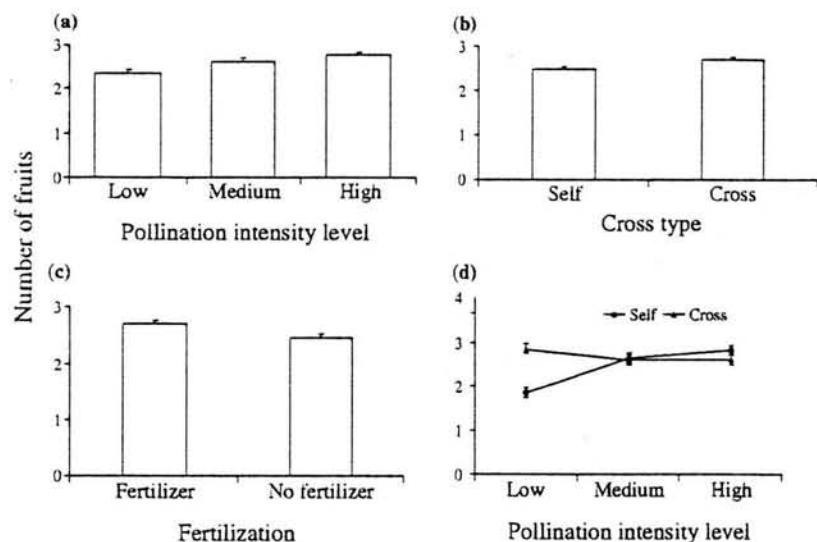 Number of fruits
(a)
3
2
1
0
Low Medium High
Pollination intensity level
(b)
3
2
1
0
Self Cross
Cross type
(c)
3
2
1
0
Fertilizer No fertilizer
Fertilization
(d)
4
3
2
1
0
Self Cross
Low Medium High
Pollination intensity level